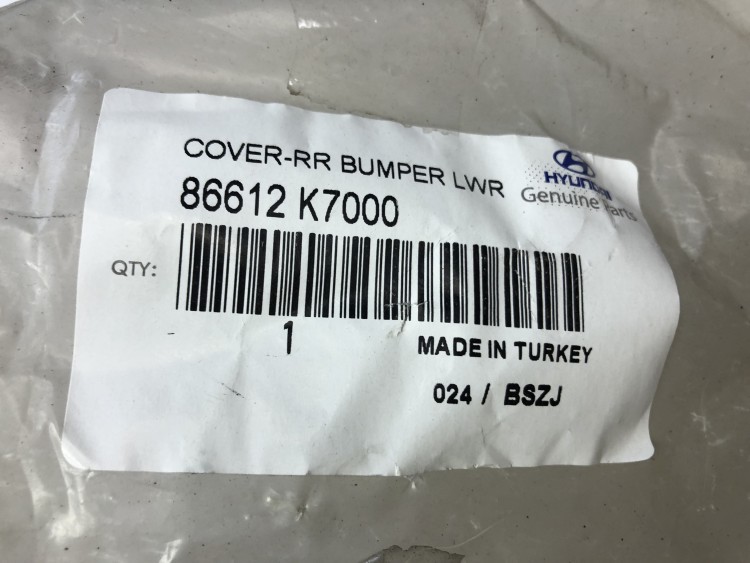 COVER-RR BUMPER LWR
HYUNDAI
Genuine Parts
86612 K7000
QTY:
1
MADE IN TURKEY
024 / BSZJ